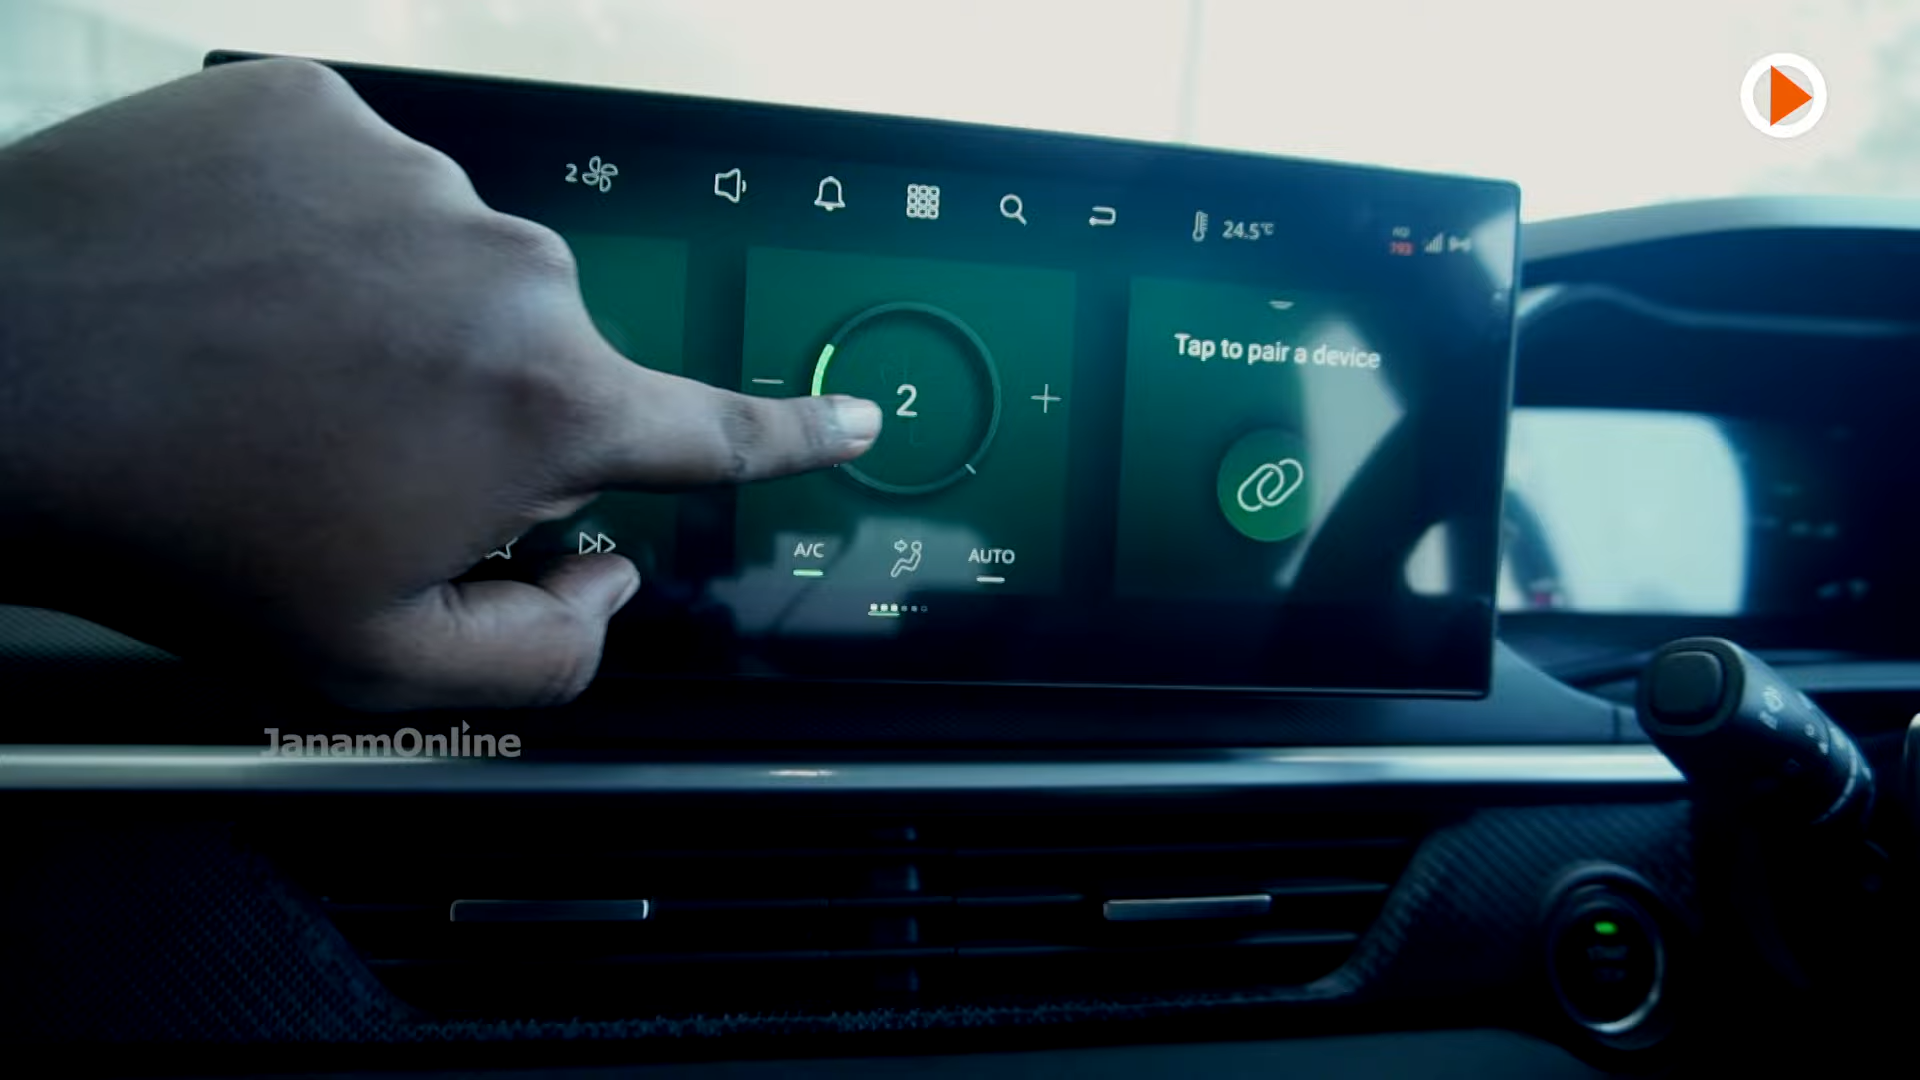 2
24.5°C
Tap to pair a device
2
A/C
AUTO
JanamOnline